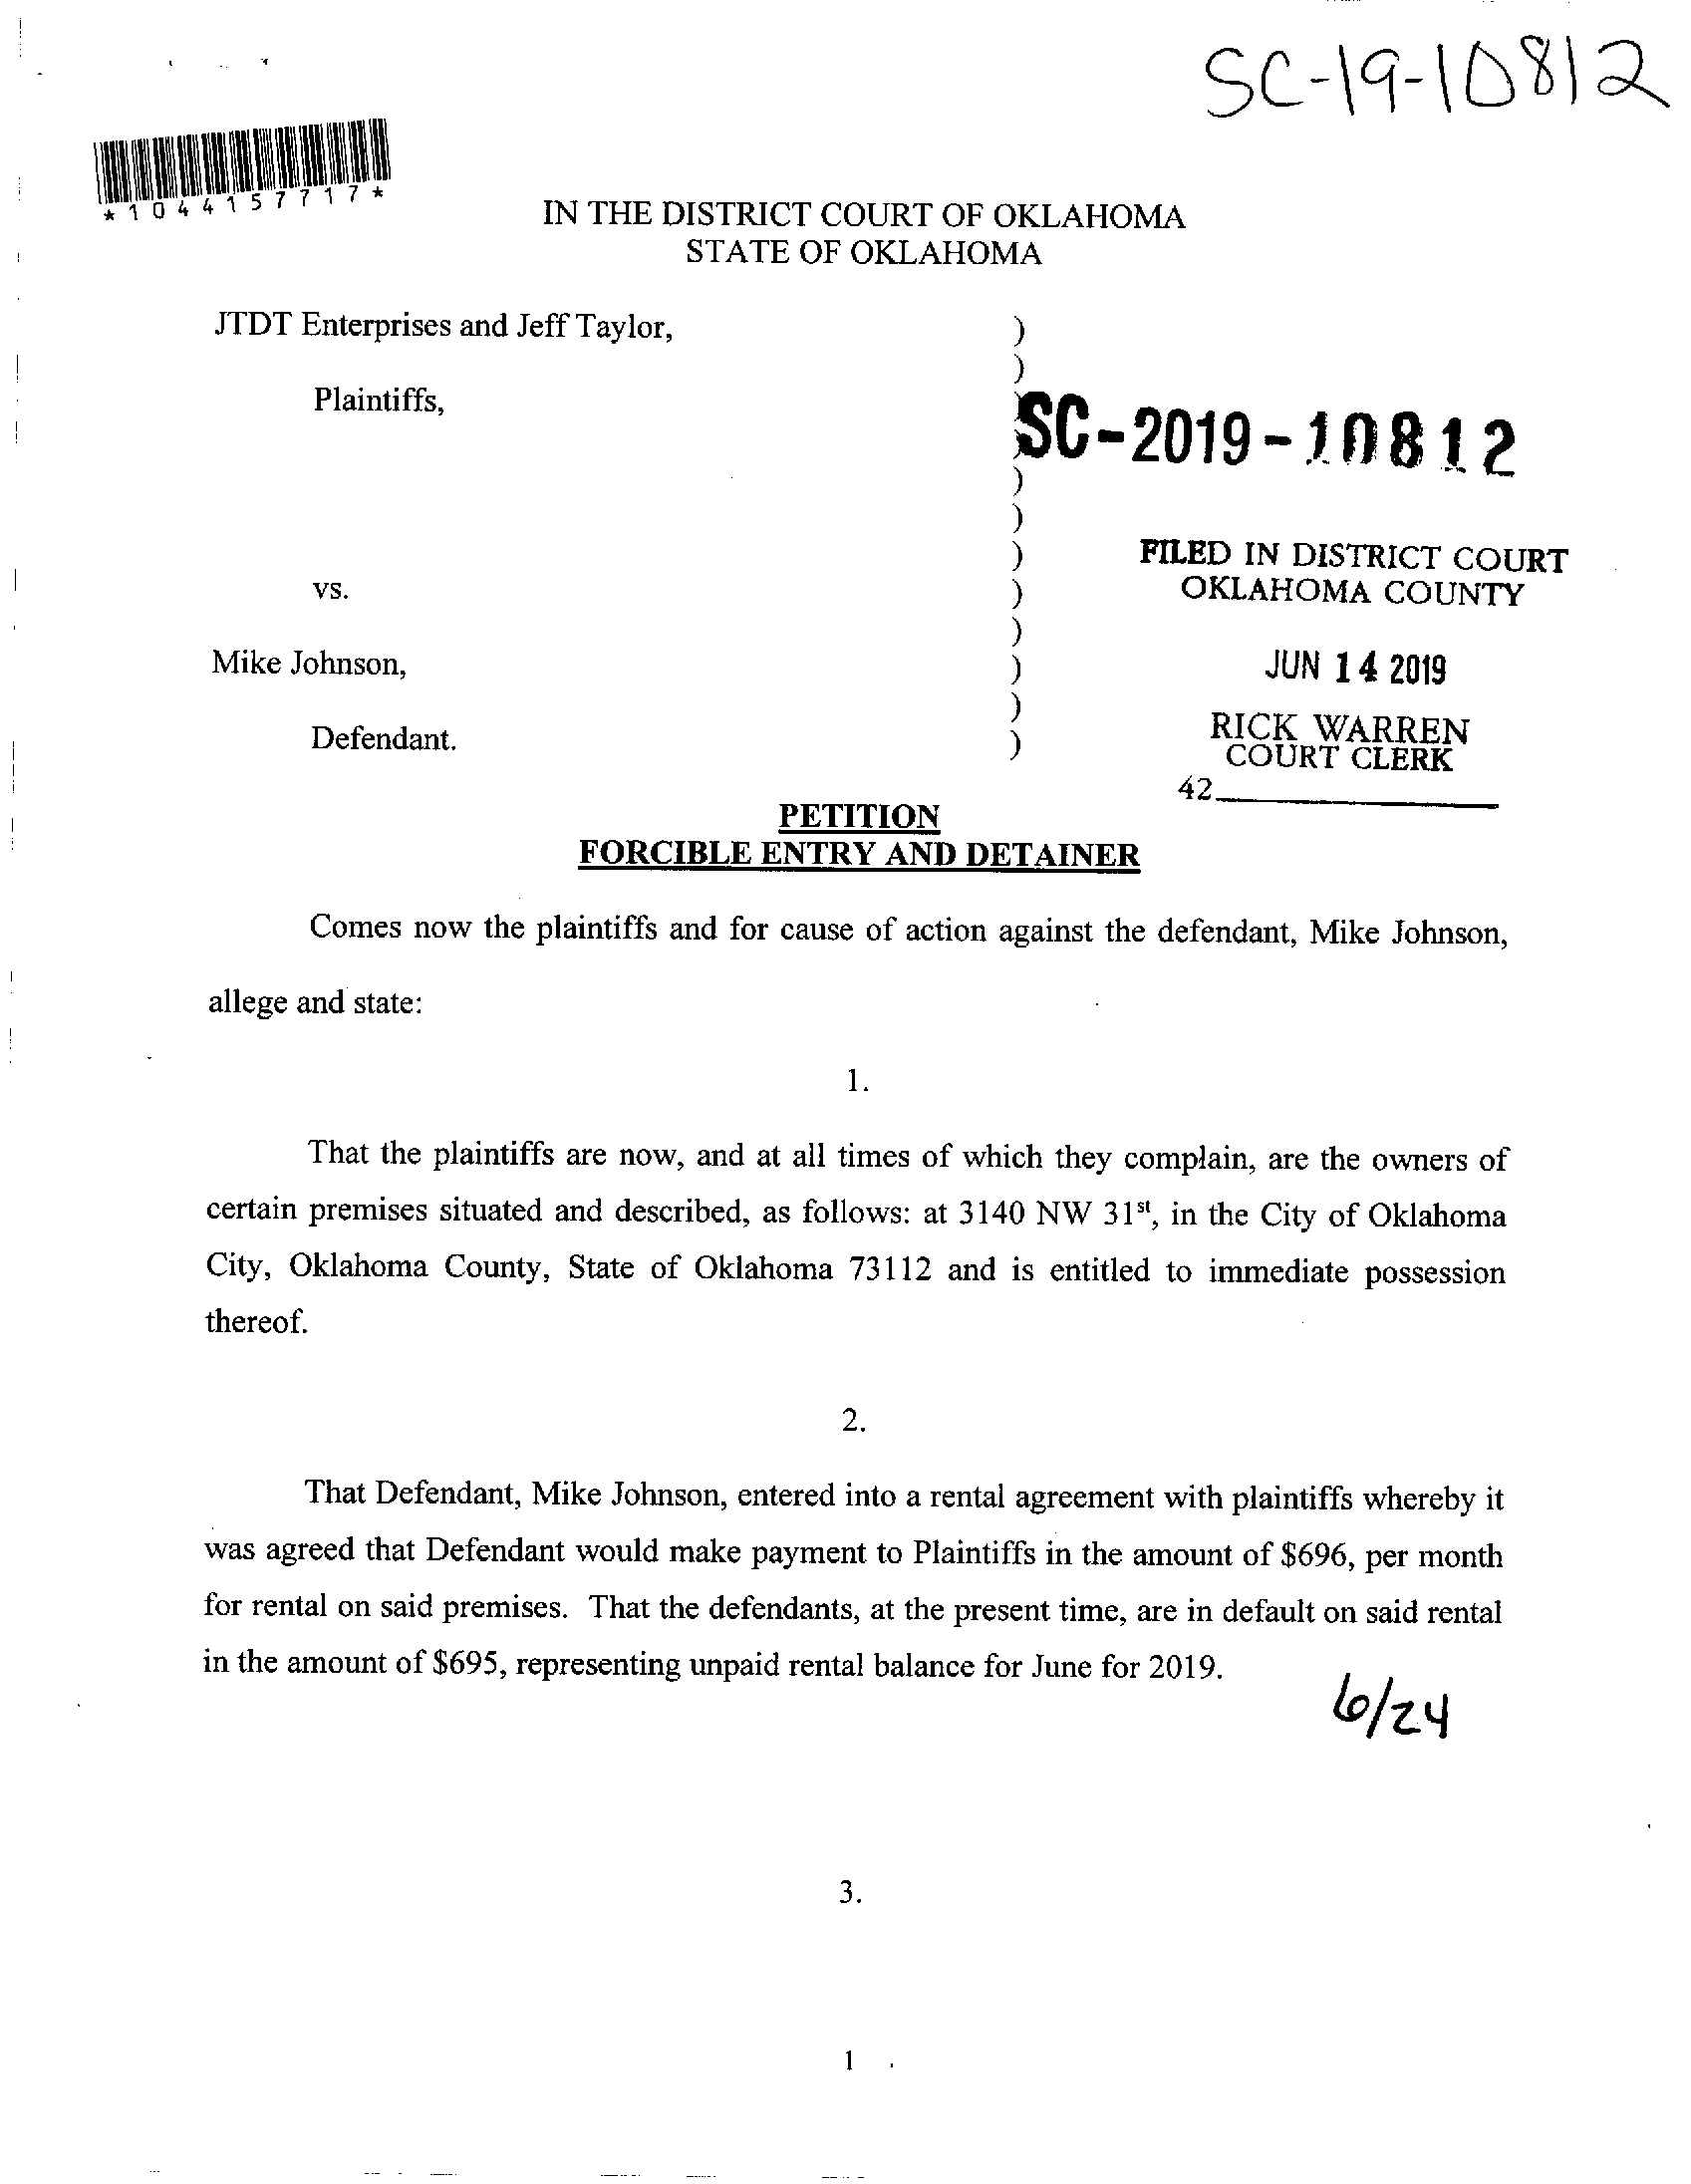 SC-19-10812
*1044157717*
IN THE DISTRICT COURT OF OKLAHOMA
STATE OF OKLAHOMA
JTDT Enterprises and Jeff Taylor, )
)
Plaintiffs,
SC-2019-10812
)
)
) FILED IN DISTRICT COURT
vs. ) OKLAHOMA COUNTY
)
Mike Johnson, ) JUN 14 2019
)
Defendant. ) RICK WARREN
COURT CLERK
42
PETITION
FORCIBLE ENTRY AND DETAINER
Comes now the plaintiffs and for cause of action against the defendant, Mike Johnson,
allege and state:
1.
That the plaintiffs are now, and at all times of which they complain, are the owners of
certain premises situated and described, as follows: at 3140 NW 31st, in the City of Oklahoma
City, Oklahoma County, State of Oklahoma 73112 and is entitled to immediate possession
thereof.
2.
That Defendant, Mike Johnson, entered into a rental agreement with plaintiffs whereby it
was agreed that Defendant would make payment to Plaintiffs in the amount of $696, per month
for rental on said premises. That the defendants, at the present time, are in default on said rental
in the amount of $695, representing unpaid rental balance for June for 2019.
6/24
3.
1